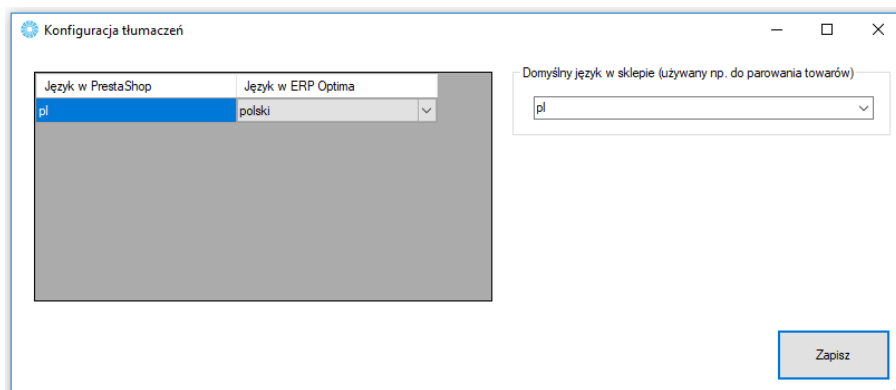 Konfiguracja tłumaczeń
Język w PrestaShop Język w ERP Optima
pl polski
Domyślny język w sklepie (używany np. do parowania towarów)
pl
Zapisz